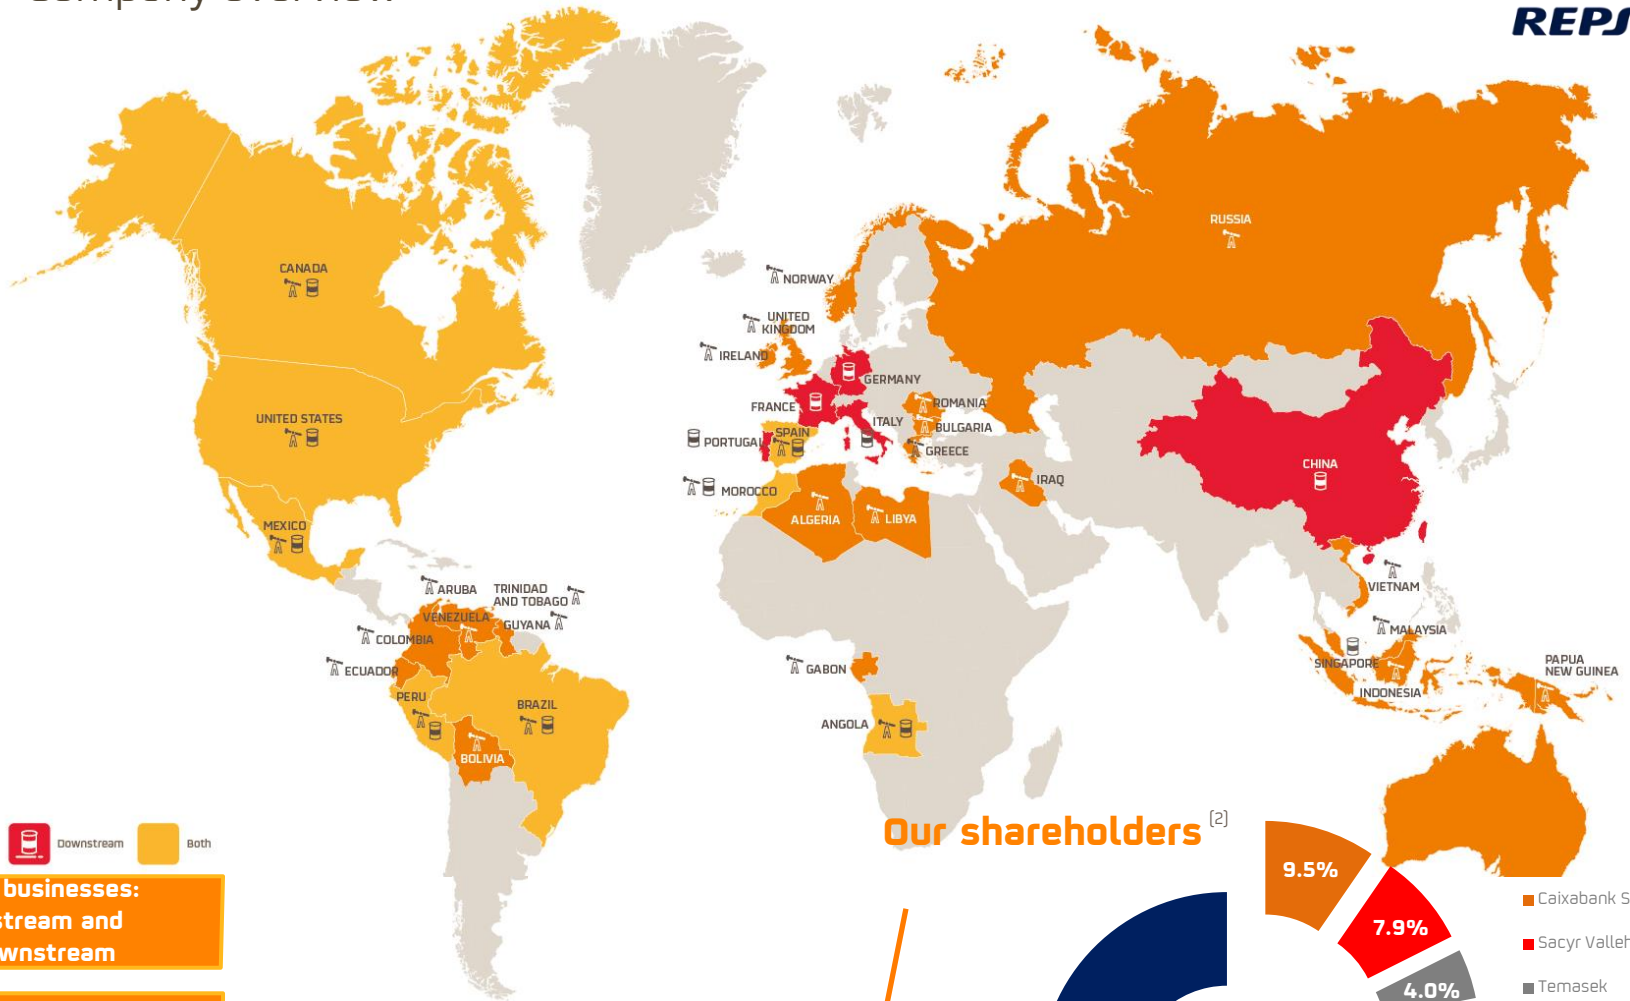 Company Overview
REPS
RUSSIA
CANADA
NORWAY
UNITED
KINGDOM
IRELAND
GERMANY
FRANCE
ROMANIA
UNITED STATES
ITALY
BULGARIA
SPAIN
PORTUGAL
GREECE
CHINA
IRAQ
MOROCCO
ALGERIA
LIBYA
MEXICO
VIETNAM
ARUBA
TRINIDAD
AND TOBAGO
VENEZUELA
GUYANA
MALAYSIA
COLOMBIA
SINGAPORE
PAPUA
NEW GUINEA
GABON
ECUADOR
INDONESIA
PERU
BRAZIL
ANGOLA
BOLIVIA
Our shareholders (2)
Downstream
Both
businesses:
stream and
wnstream
9.5%
7.9%
4.0%
Caixabank S
Sacyr Valleh
Temasek